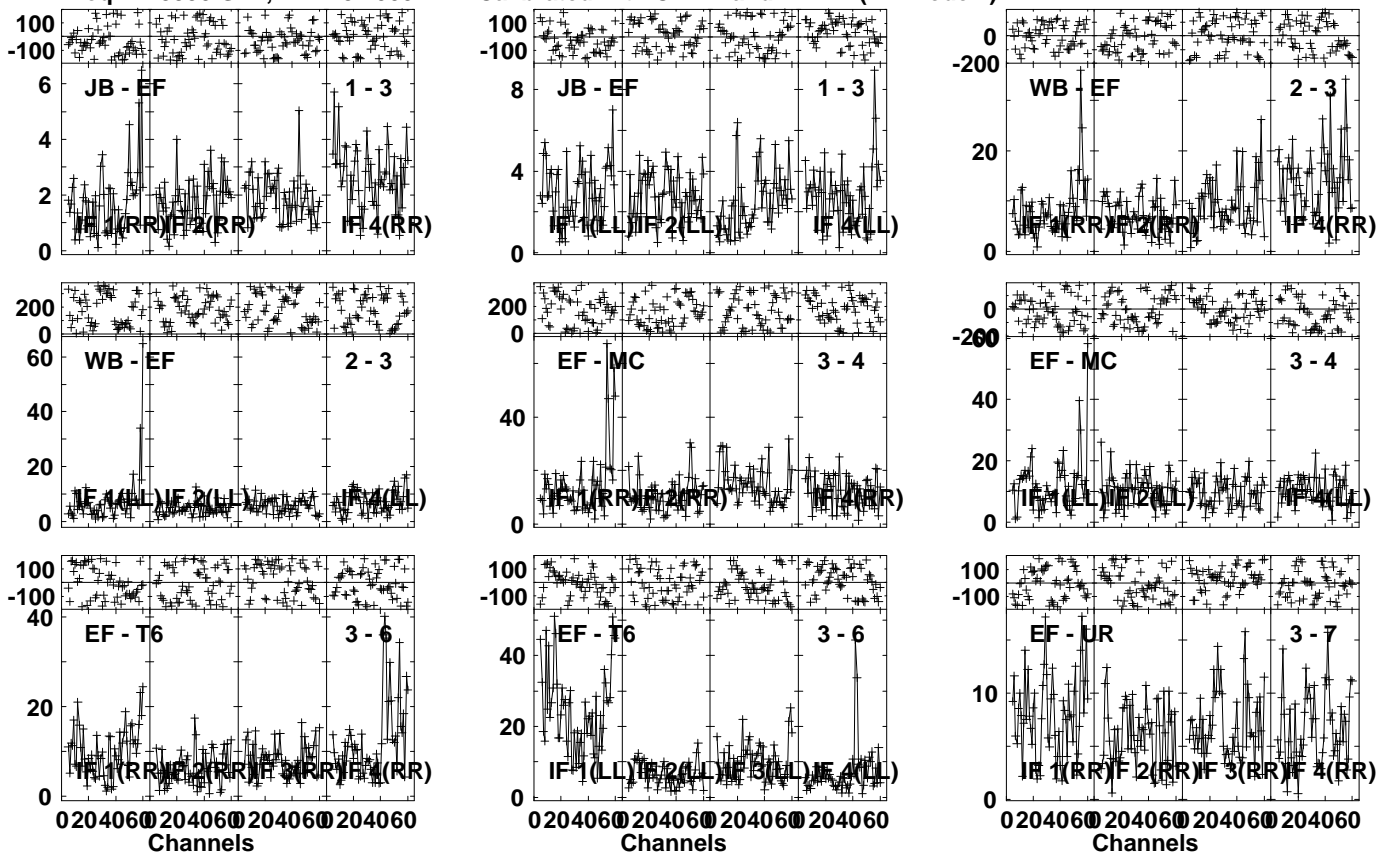 100
-100
6
4
2
0
JB - EF
1 - 3
IF 1(RR)
IF 2(RR)
IF 4(RR)
100
-100
8
4
0
JB - EF
1 - 3
IF 1(LL)
IF 2(LL)
IF 4(LL)
0
-200
20
0
WB - EF
2 - 3
IF 1(RR)
IF 2(RR)
IF 4(RR)
200
0
60
40
20
0
WB - EF
2 - 3
IF 1(LL)
IF 2(LL)
IF 4(LL)
200
0
40
0
EF - MC
3 - 4
IF 1(RR)
IF 2(RR)
IF 4(RR)
0
-200
60
40
20
0
EF - MC
3 - 4
IF 1(LL)
IF 2(LL)
IF 4(LL)
100
-100
40
20
0
EF - T6
3 - 6
IF 1(RR)
IF 2(RR)
IF 3(RR)
IF 4(RR)
0 20 40 60 0 20 40 60 0 20 40 60 0 20 40 60
Channels
100
-100
40
20
0
EF - T6
3 - 6
IF 1(LL)
IF 2(LL)
IF 3(LL)
IF 4(LL)
0 20 40 60 0 20 40 60 0 20 40 60 0 20 40 60
100
-100
10
0
EF - UR
3 - 7
IF 1(RR)
IF 2(RR)
IF 3(RR)
IF 4(RR)
0 20 40 60 0 20 40 60 0 20 40 60 0 20 40 60
Channels